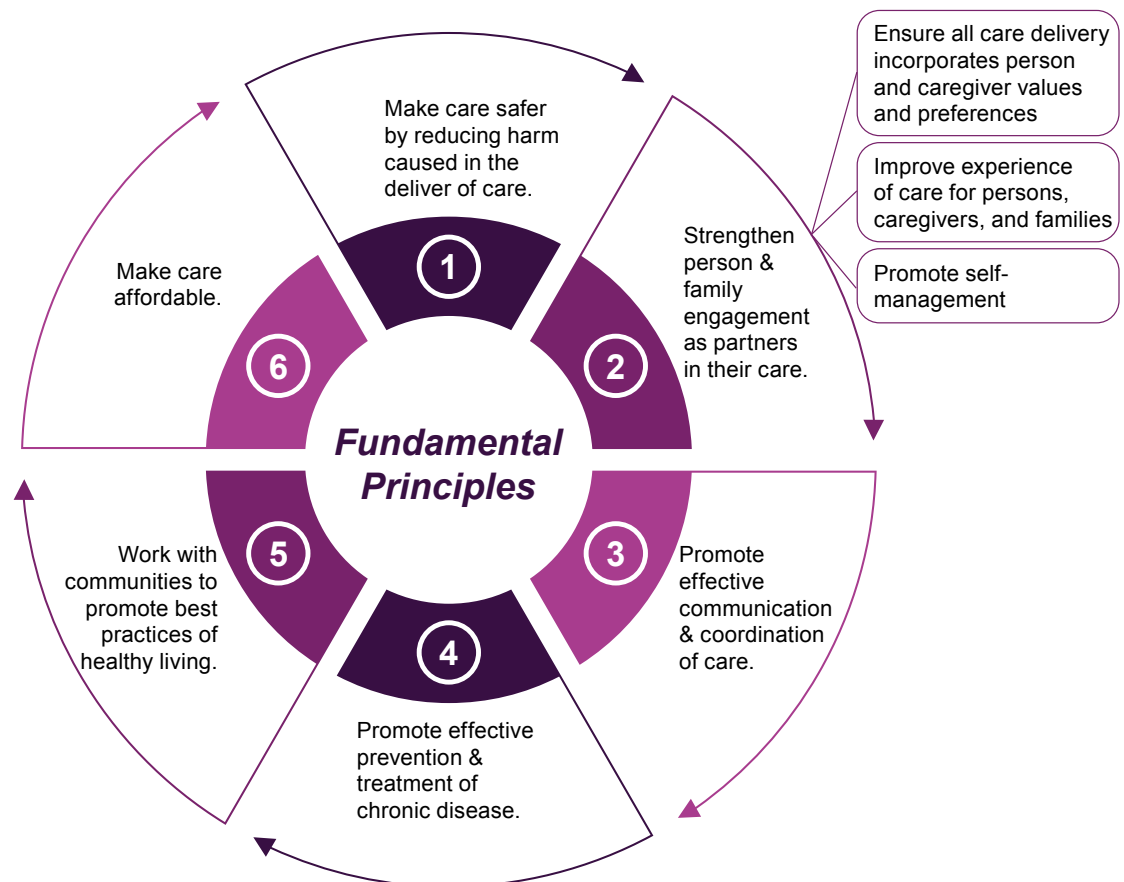 Fundamental
Principles
1
Make care safer
by reducing harm
caused in the
deliver of care.
2
Strengthen
person &
family
engagement
as partners
in their care.
Ensure all care delivery
incorporates person
and caregiver values
and preferences
Improve experience
of care for persons,
caregivers, and families
Promote self-
management
3
Promote
effective
communication
& coordination
of care.
4
Promote effective
prevention &
treatment of
chronic disease.
5
Work with
communities to
promote best
practices of
healthy living.
6
Make care
affordable.